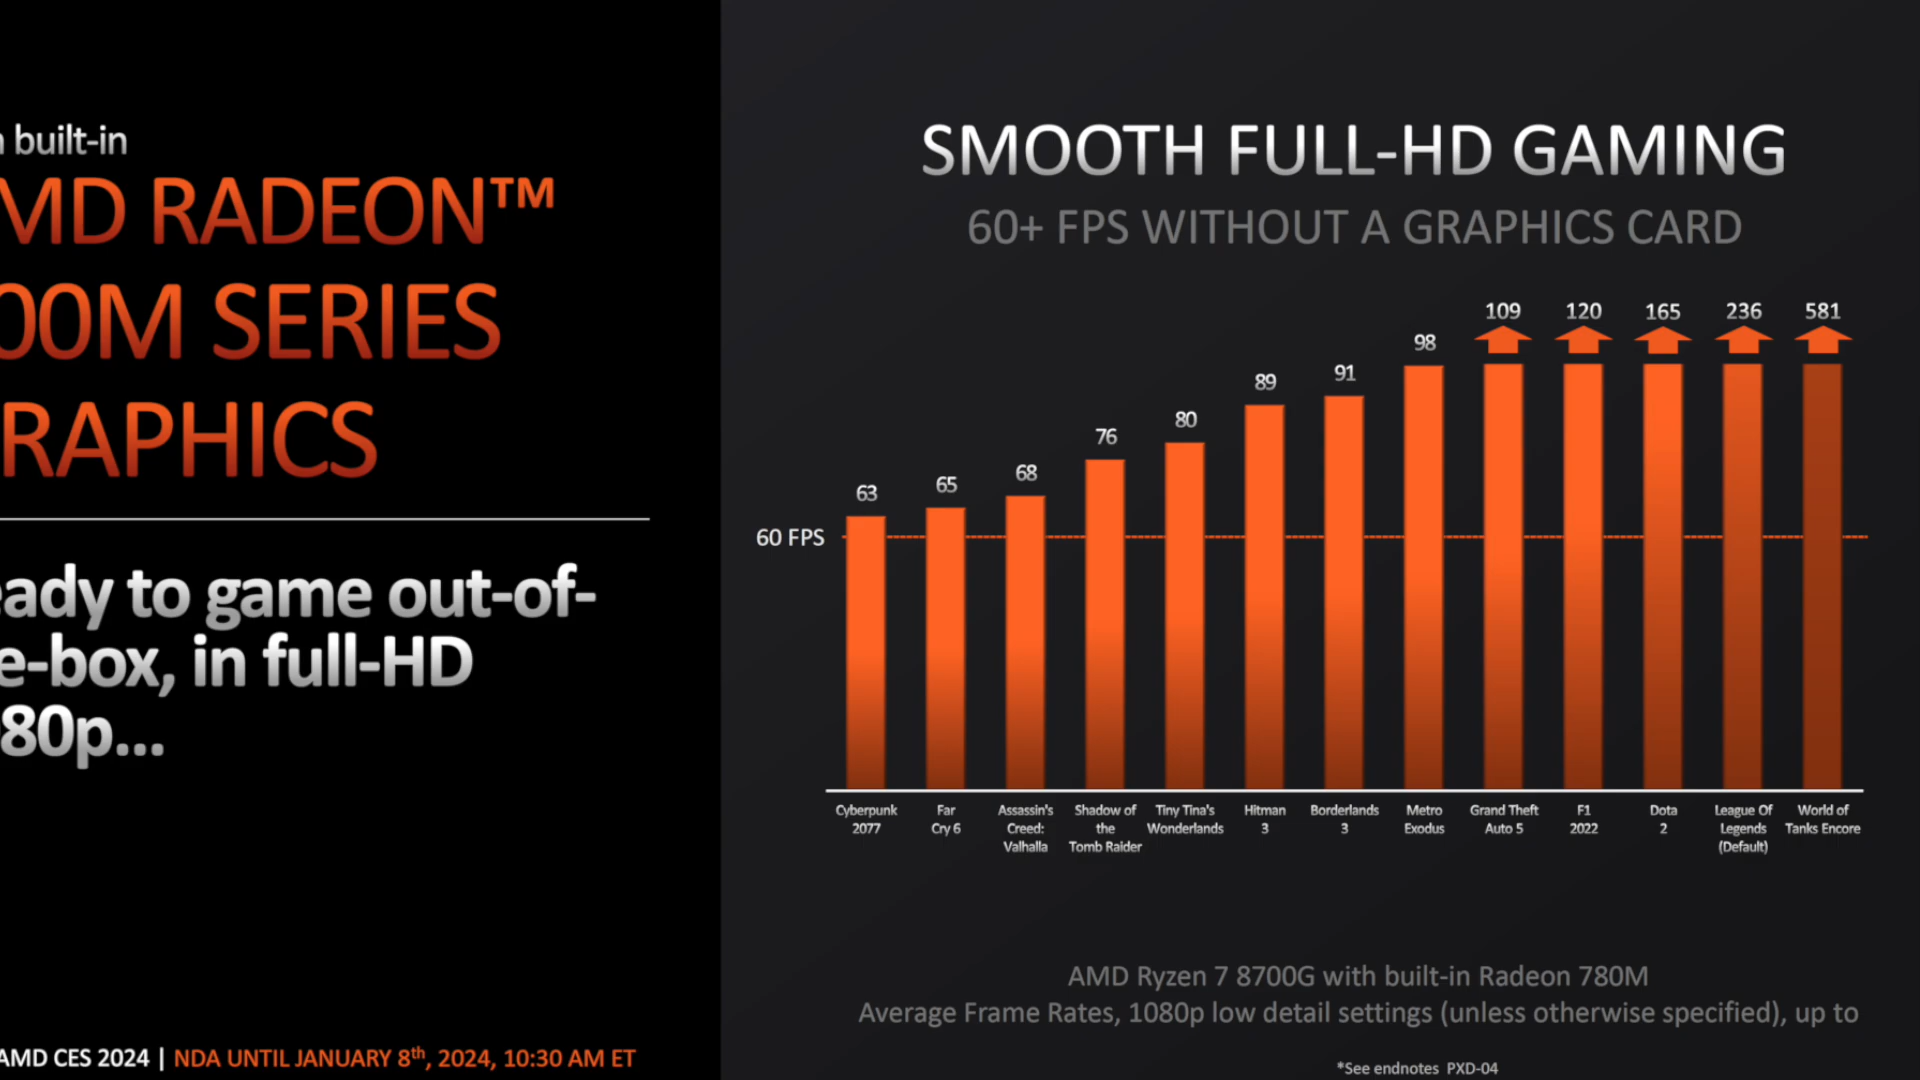 built-in
MD RADEON™
00M SERIES
RAPHICS
eady to game out-of-
e-box, in full-HD
80p...
AMD CES 2024 | NDA UNTIL JANUARY 8th, 2024, 10:30 AM ET
SMOOTH FULL-HD GAMING
60+ FPS WITHOUT A GRAPHICS CARD
63 65 68 76 80 89 91 98 109 120 165 236 581
60 FPS
Cyberpunk 2077
Far Cry 6
Assassin's Creed: Valhalla
Shadow of the Tomb Raider
Tiny Tina's Wonderlands
Hitman 3
Borderlands 3
Metro Exodus
Grand Theft Auto 5
F1 2022
Dota 2
League Of Legends (Default)
World of Tanks Encore
AMD Ryzen 7 8700G with built-in Radeon 780M
Average Frame Rates, 1080p low detail settings (unless otherwise specified), up to
*See endnotes PXD-04